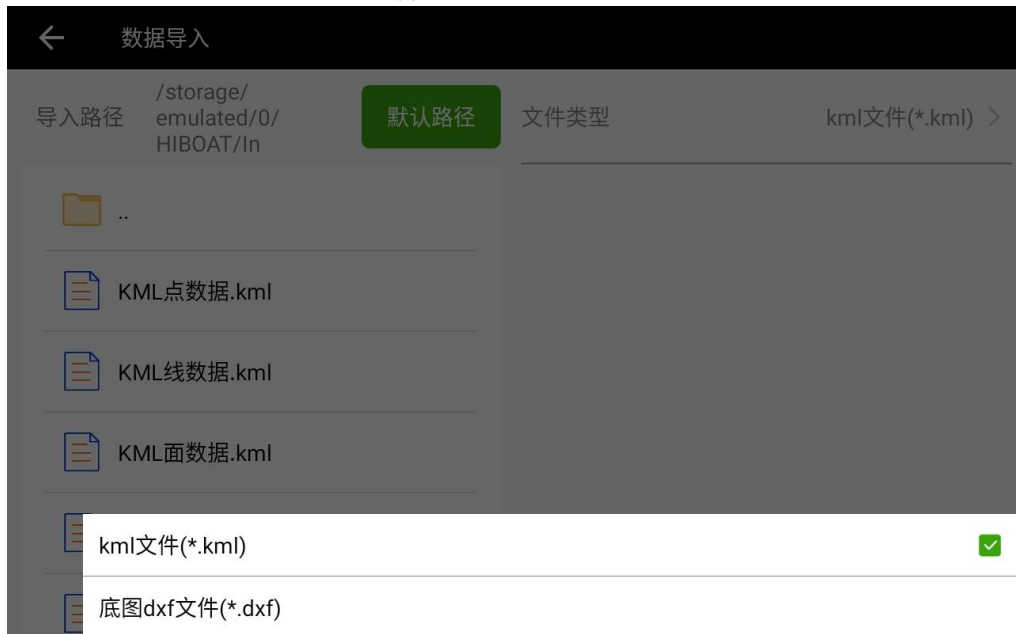 数据导入
导入路径
/storage/
emulated/0/
HIBOAT/In
默认路径
文件类型
kml文件(*.kml)
..
KML点数据.kml
KML线数据.kml
KML面数据.kml
kml文件(*.kml)
底图dxf文件(*.dxf)